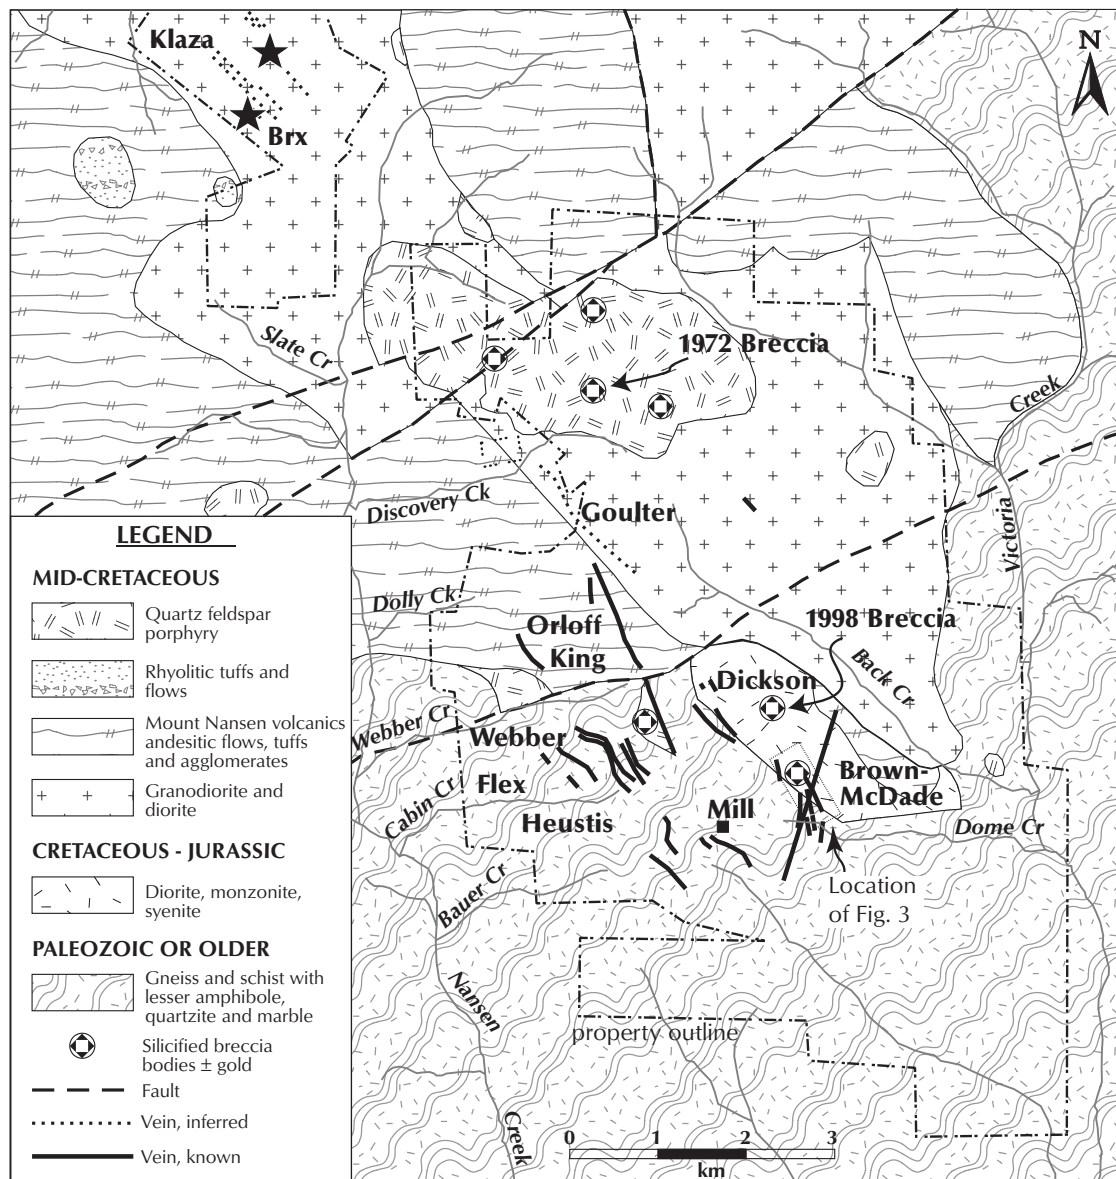 Klaza
Brx
N
Slate Cr
1972 Breccia
Creek
Victoria
Discovery Ck
Goulter
Dolly Ck
Orloff
King
1998 Breccia
Dickson
Back Cr
Webber Cr
Webber
Flex
Cabin Cr
Heustis
Mill
Brown-
McDade
Dome Cr
Bauer Cr
Location
of Fig. 3
Nansen
Creek
property outline
0 1 2 3
km
LEGEND
MID-CRETACEOUS
Quartz feldspar
porphyry
Rhyolitic tuffs and
flows
Mount Nansen volcanics
andesitic flows, tuffs
and agglomerates
Granodiorite and
diorite
CRETACEOUS - JURASSIC
Diorite, monzonite,
syenite
PALEOZOIC OR OLDER
Gneiss and schist with
lesser amphibole,
quartzite and marble
Silicified breccia
bodies ± gold
Fault
Vein, inferred
Vein, known